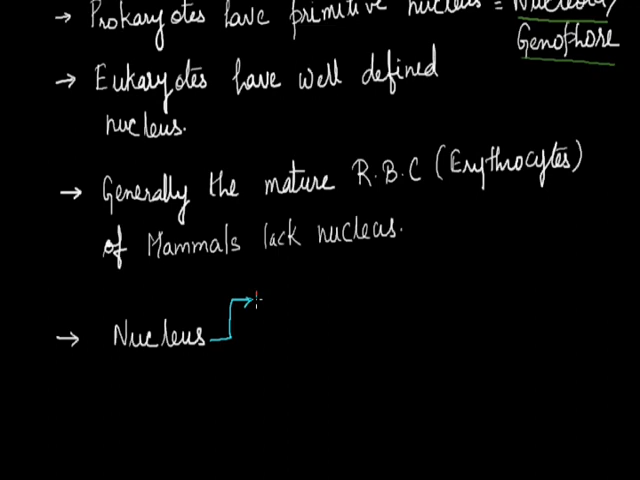 → Prokaryotes have primitive nucleus =
Genophore
→ Eukaryotes have well defined
nucleus.
→ Generally the mature R.B.C (Erythrocytes)
of Mammals lack nucleus.
→ Nucleus